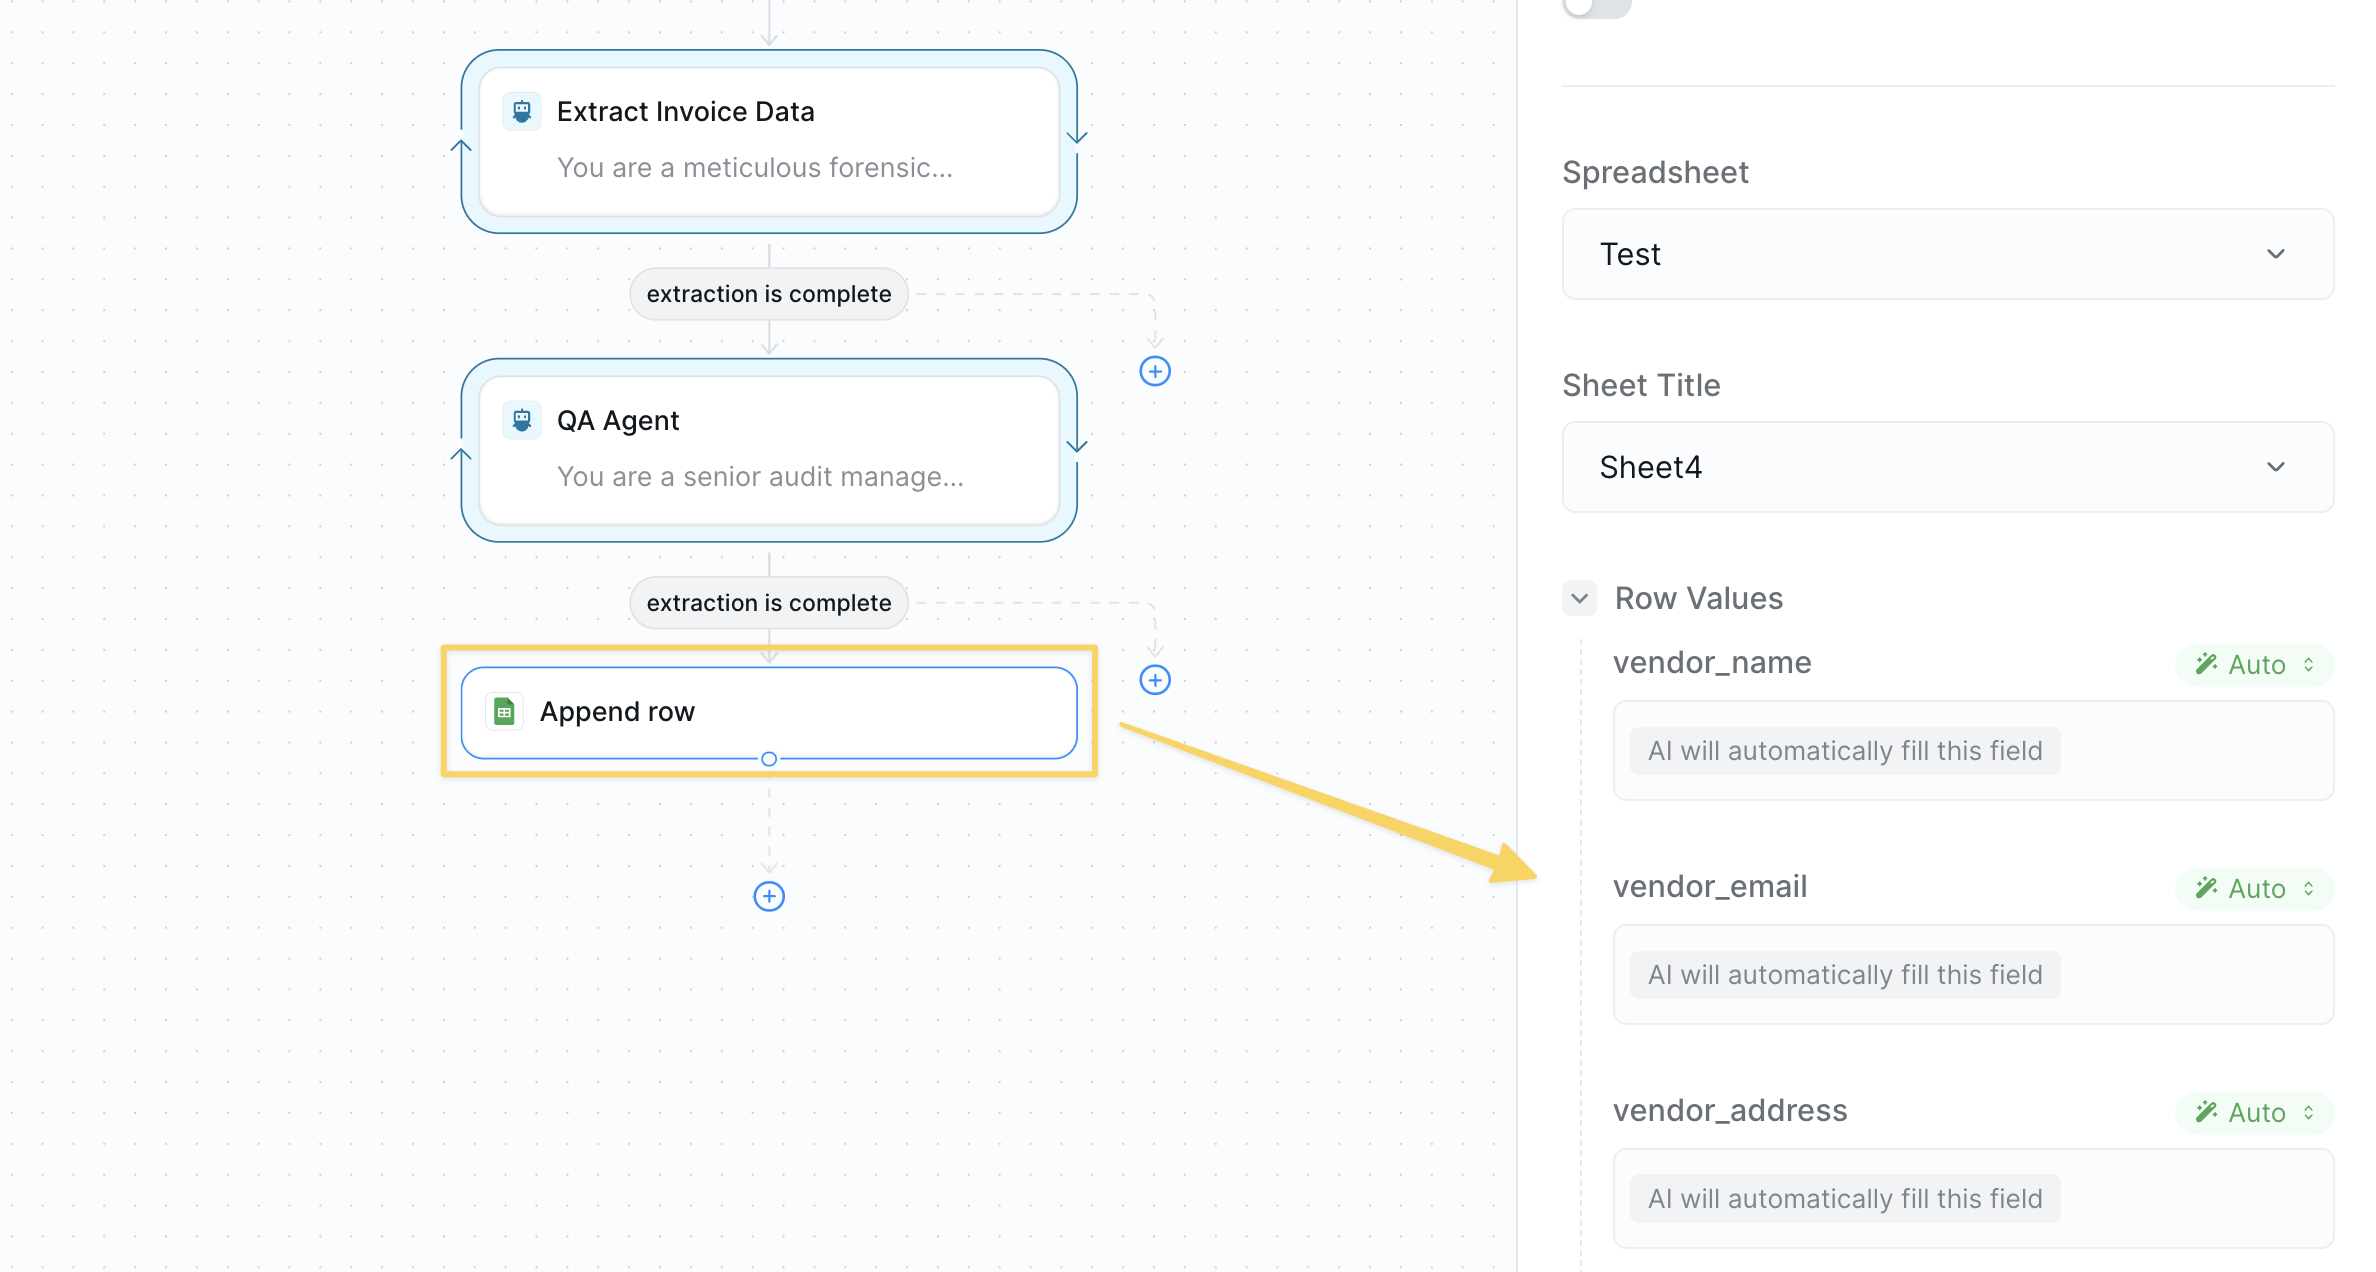 Extract Invoice Data
You are a meticulous forensic...
extraction is complete
QA Agent
You are a senior audit manage...
extraction is complete
Append row
Spreadsheet
Test
Sheet Title
Sheet4
Row Values
vendor_name
Auto
AI will automatically fill this field
vendor_email
Auto
AI will automatically fill this field
vendor_address
Auto
AI will automatically fill this field